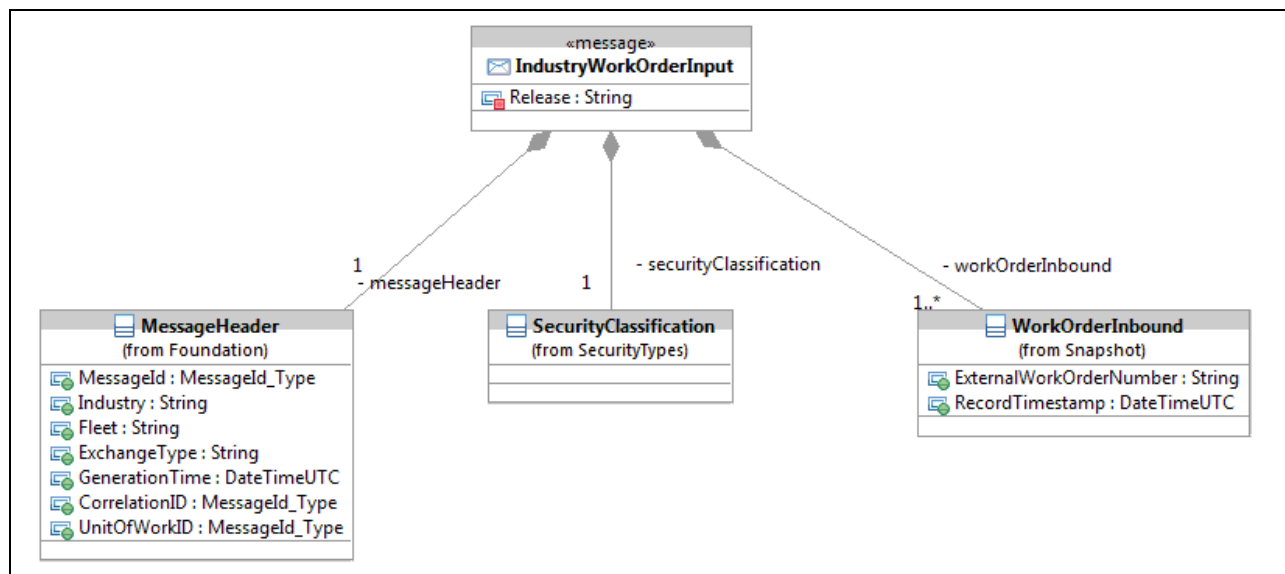 «message»
IndustryWorkOrderInput
Release : String
1
- messageHeader
1
- securityClassification
1..*
- workOrderInbound
MessageHeader
(from Foundation)
MessageId : MessageId_Type
Industry : String
Fleet : String
ExchangeType : String
GenerationTime : DateTimeUTC
CorrelationID : MessageId_Type
UnitOfWorkID : MessageId_Type
SecurityClassification
(from SecurityTypes)
WorkOrderInbound
(from Snapshot)
ExternalWorkOrderNumber : String
RecordTimestamp : DateTimeUTC